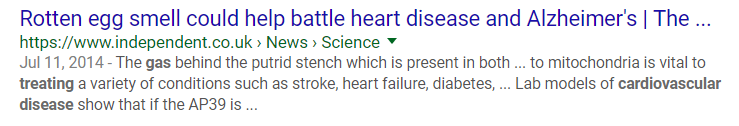 Rotten egg smell could help battle heart disease and Alzheimer's | The ...
https://www.independent.co.uk › News › Science
Jul 11, 2014 - The gas behind the putrid stench which is present in both ... to mitochondria is vital to
treating a variety of conditions such as stroke, heart failure, diabetes, ... Lab models of cardiovascular
disease show that if the AP39 is ...